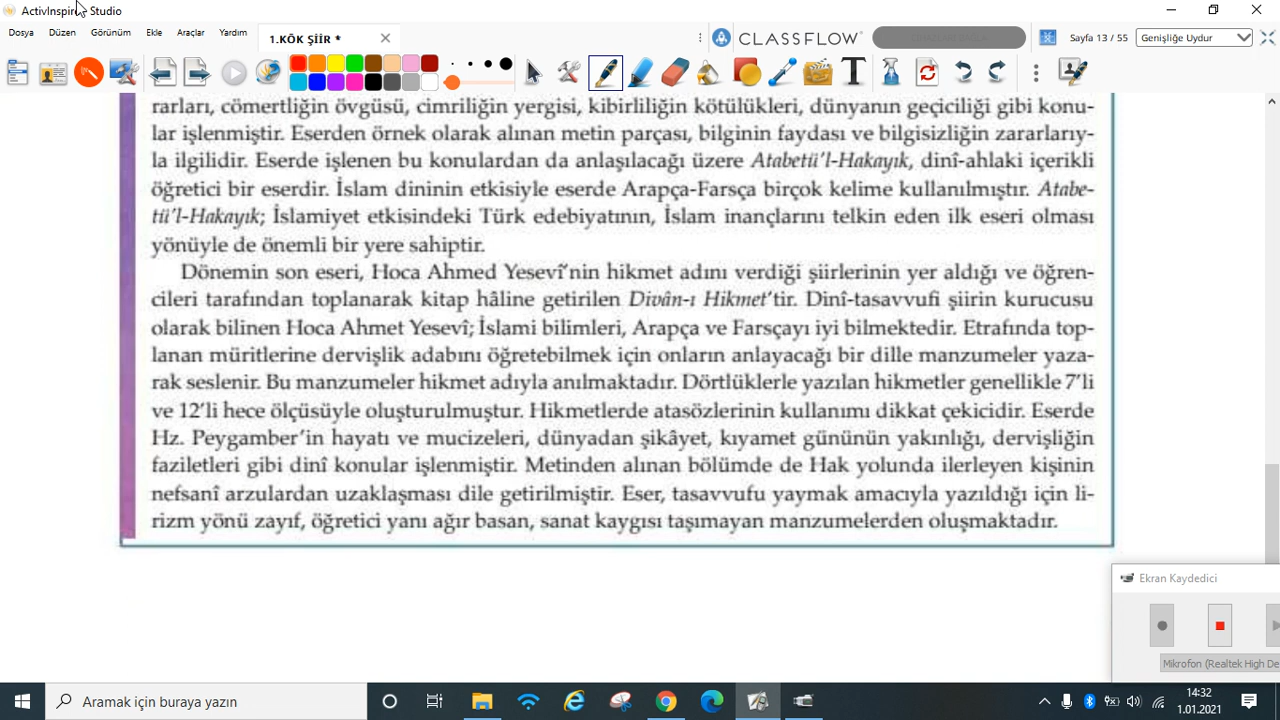 ActivInspire - Studio
Dosya Düzen Görünüm Ekle Araçlar Yardım
1.KÖK ŞİİR *
CLASSFLOW
Sayfa 13 / 55
Genişliğe Uydur
rarları, cömertliğin övgüsü, cimriliğin yergisi, kibirliliğin kötülükleri, dünyanın geçiciliği gibi konu-
lar işlenmiştir. Eserden örnek olarak alınan metin parçası, bilginin faydası ve bilgisizliğin zararlarıy-
la ilgilidir. Eserde işlenen bu konulardan da anlaşılacağı üzere Atabetü'l-Hakayık, dinî-ahlaki içerikli
öğretici bir eserdir. İslam dininin etkisiyle eserde Arapça-Farsça birçok kelime kullanılmıştır. Atabe-
tü'l-Hakayık; İslamiyet etkisindeki Türk edebiyatının, İslam inançlarını telkin eden ilk eseri olması
yönüyle de önemli bir yere sahiptir.
Dönemin son eseri, Hoca Ahmed Yesevî'nin hikmet adını verdiği şiirlerinin yer aldığı ve öğren-
cileri tarafından toplanarak kitap hâline getirilen Divân-ı Hikmet'tir. Dinî-tasavvufi şiirin kurucusu
olarak bilinen Hoca Ahmet Yesevî; İslami bilimleri, Arapça ve Farsçayı iyi bilmektedir. Etrafında top-
lanan müritlerine dervişlik adabını öğretebilmek için onların anlayacağı bir dille manzumeler yaza-
rak seslenir. Bu manzumeler hikmet adıyla anılmaktadır. Dörtlüklerle yazılan hikmetler genellikle 7'li
ve 12'li hece ölçüsüyle oluşturulmuştur. Hikmetlerde atasözlerinin kullanımı dikkat çekicidir. Eserde
Hz. Peygamber'in hayatı ve mucizeleri, dünyadan şikâyet, kıyamet gününün yakınlığı, dervişliğin
faziletleri gibi dinî konular işlenmiştir. Metinden alınan bölümde de Hak yolunda ilerleyen kişinin
nefsanî arzulardan uzaklaşması dile getirilmiştir. Eser, tasavvufu yaymak amacıyla yazıldığı için li-
rizm yönü zayıf, öğretici yanı ağır basan, sanat kaygısı taşımayan manzumelerden oluşmaktadır.
Ekran Kaydedici
Mikrofon (Realtek High De
Aramak için buraya yazın
14:32
1.01.2021